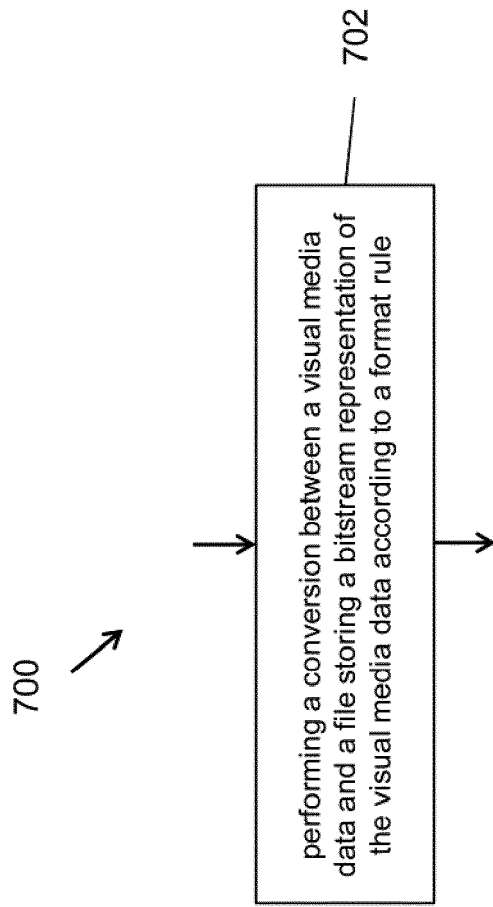 700
702
performing a conversion between a visual media
data and a file storing a bitstream representation of
the visual media data according to a format rule